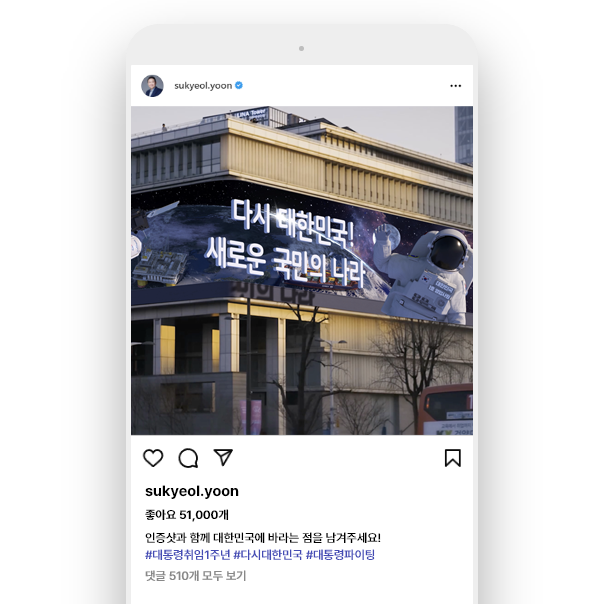 sukyeol.yoon
Tower
다시 대한민국!
새로운 국민의 나라
sukyeol.yoon
좋아요 51,000개
인증샷과 함께 대한민국에 바라는 점을 남겨주세요!
#대통령취임1주년 #다시대한민국 #대통령파이팅
댓글 510개 모두 보기